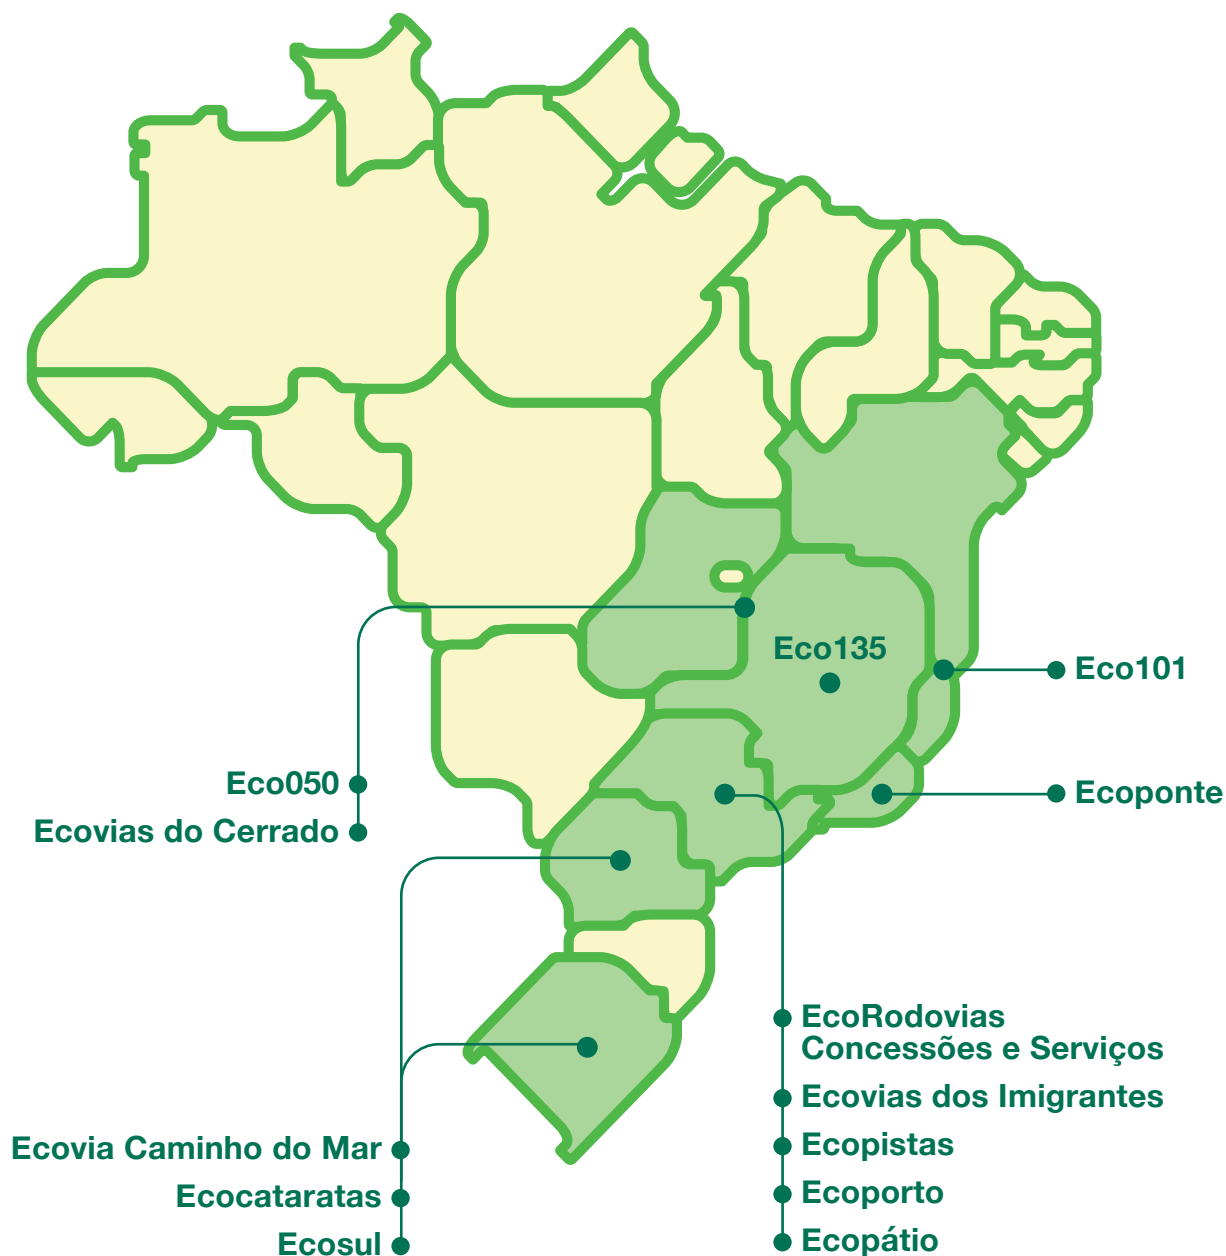 Eco135
Eco101
Eco050
Ecovias do Cerrado
Ecoponte
EcoRodovias
Concessões e Serviços
Ecovias dos Imigrantes
Ecopistas
Ecoporto
Ecopátio
Ecovia Caminho do Mar
Ecocataratas
Ecosul